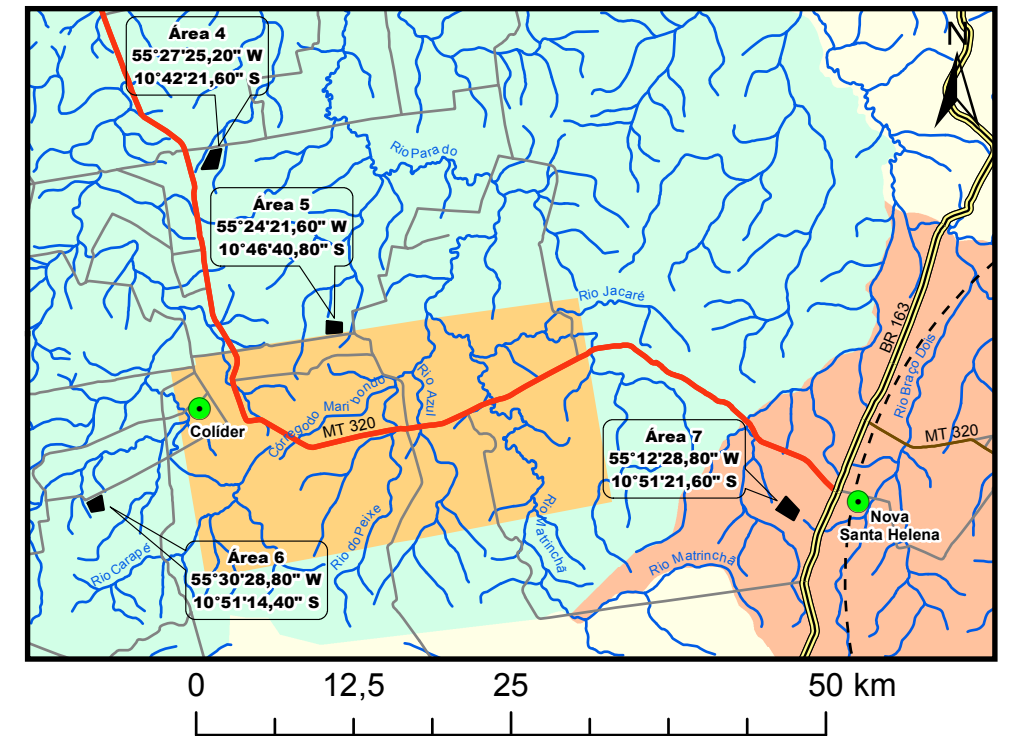 Área 4
55°27'25,20" W
10°42'21,60" S
N
Rio Parado
Área 5
55°24'21,60" W
10°46'40,80" S
Rio Jacaré
BR 163
Rio Braço Dois
Rio Azul
Córregodo Maribondo
MT 320
Colíder
MT 320
Área 7
55°12'28,80" W
10°51'21,60" S
Nova
Santa Helena
Rio Matrinchã
Rio do Peixe
Rio Carapé
Área 6
55°30'28,80" W
10°51'14,40" S
Rio Matrinchã
0 12,5 25 50 km